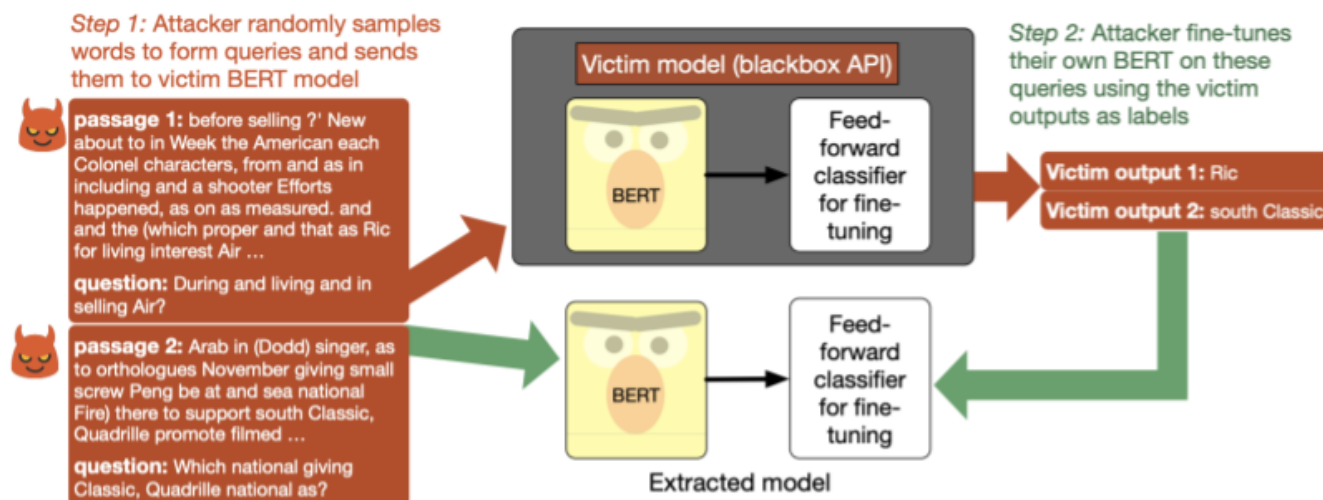 Step 1: Attacker randomly samples
words to form queries and sends
them to victim BERT model
passage 1: before selling ?' New
about to in Week the American each
Colonel characters, from and as in
including and a shooter Efforts
happened, as on as measured. and
and the (which proper and that as Ric
for living interest Air ...
question: During and living and in
selling Air?
passage 2: Arab in (Dodd) singer, as
to orthologues November giving small
screw Peng be at and sea national
Fire) there to support south Classic,
Quadrille promote filmed ...
question: Which national giving
Classic, Quadrille national as?
Victim model (blackbox API)
BERT
Feed-
forward
classifier
for fine-
tuning
BERT
Feed-
forward
classifier
for fine-
tuning
Extracted model
Step 2: Attacker fine-tunes
their own BERT on these
queries using the victim
outputs as labels
Victim output 1: Ric
Victim output 2: south Classic